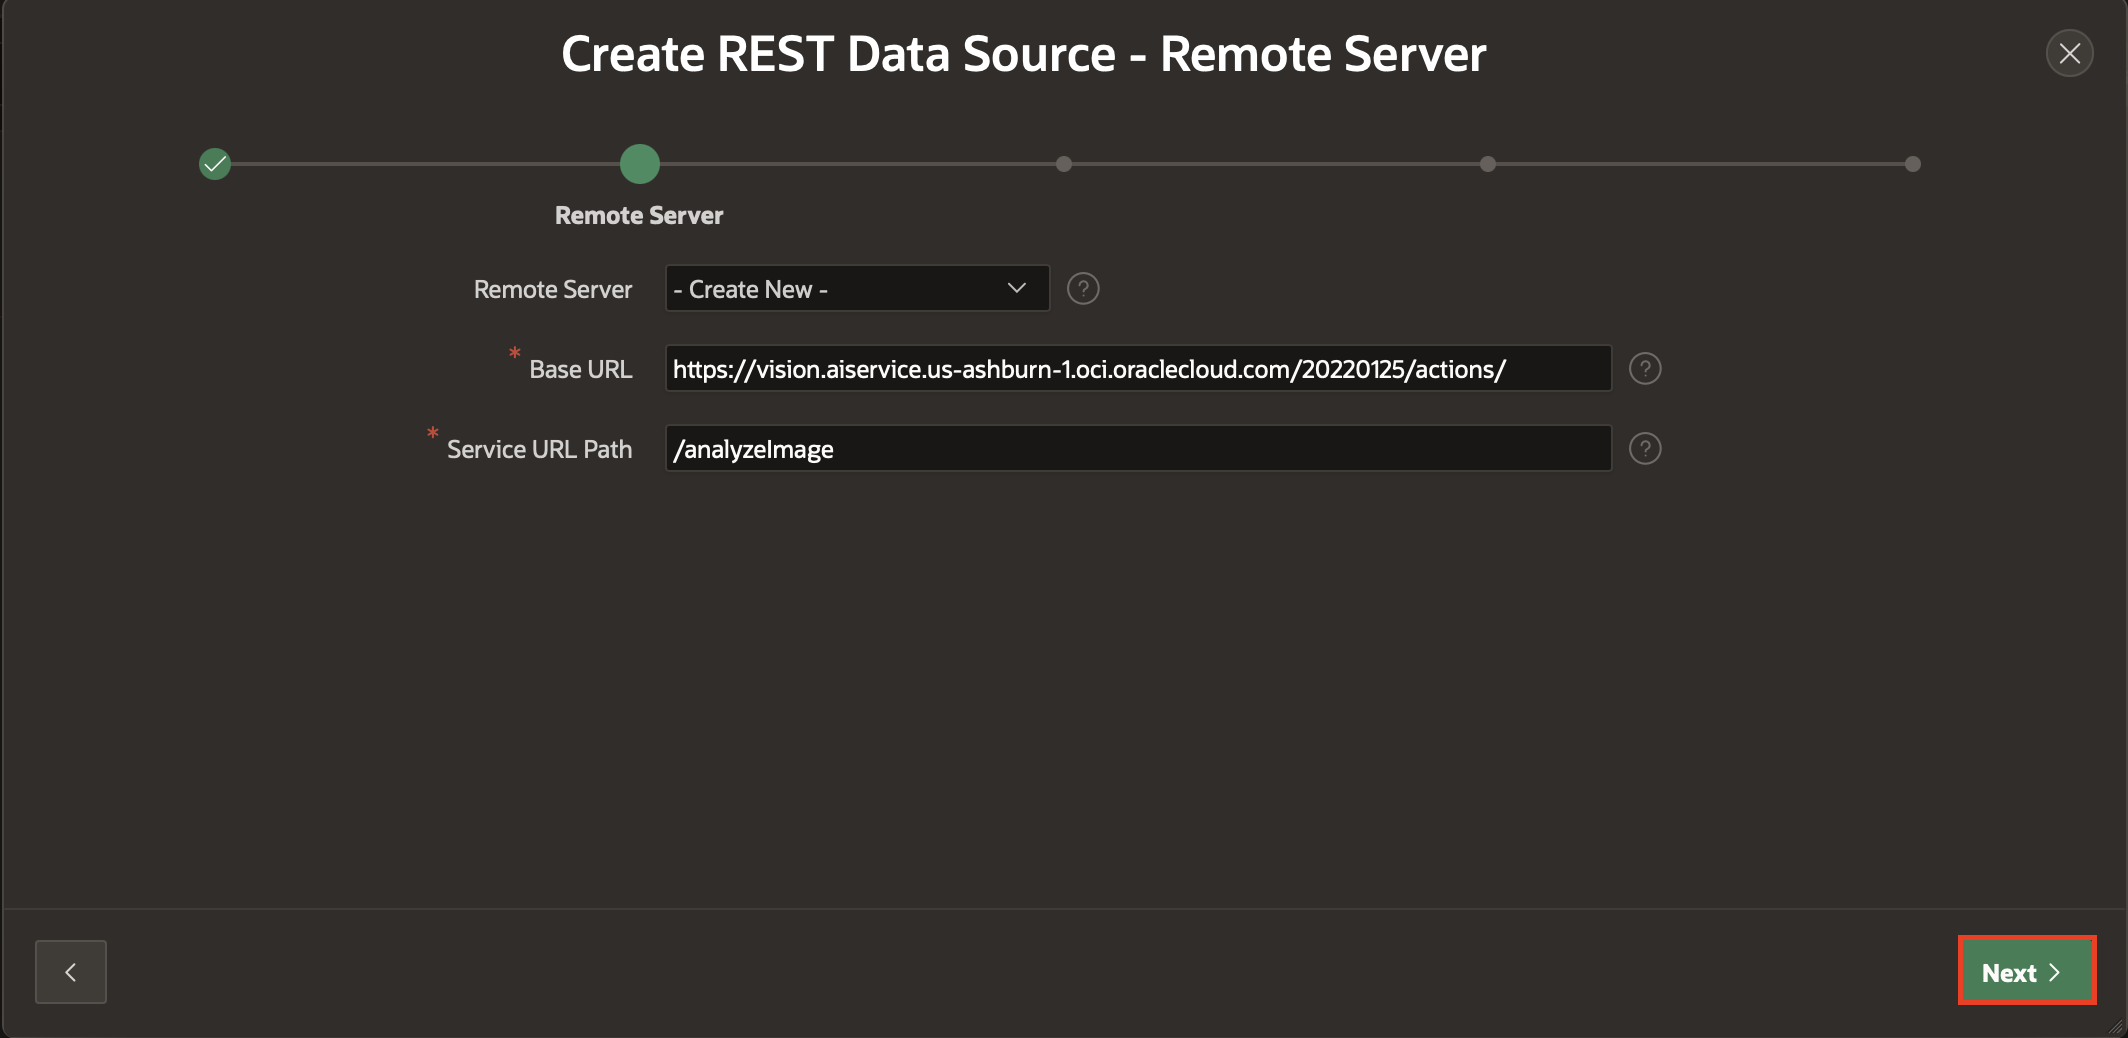 Create REST Data Source - Remote Server
Remote Server
Remote Server
- Create New -
?
* Base URL
https://vision.aiservice.us-ashburn-1.oci.oraclecloud.com/20220125/actions/
?
* Service URL Path
/analyzeImage
?
Next